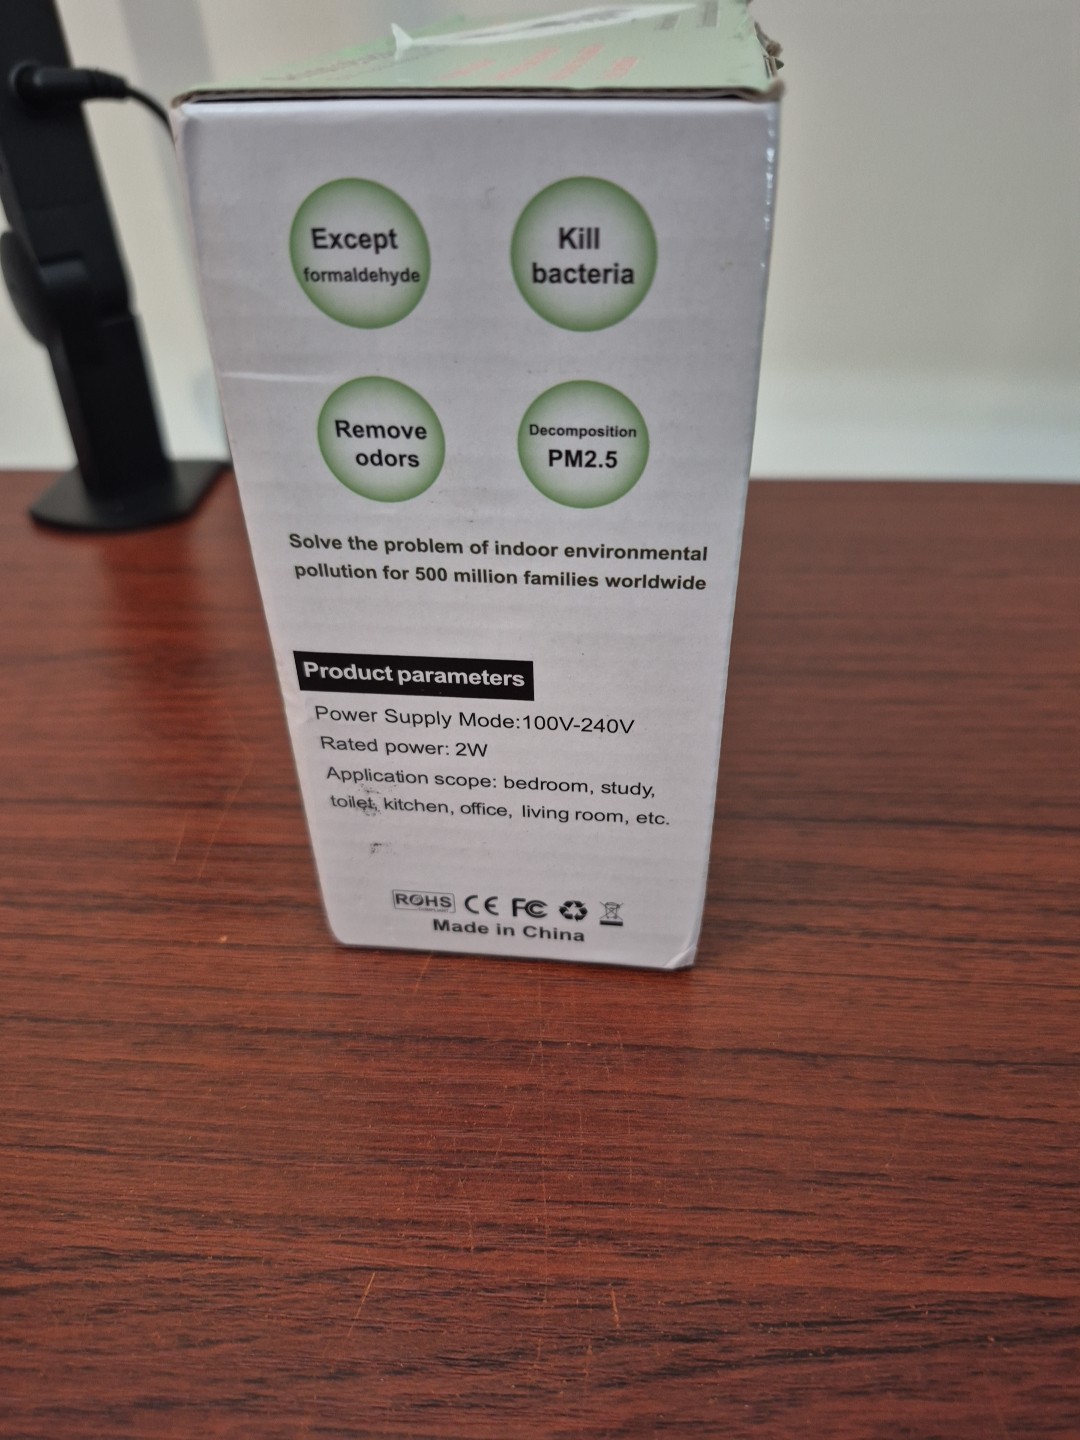 Except
formaldehyde
Kill
bacteria
Remove
odors
Decomposition
PM2.5
Solve the problem of indoor environmental
pollution for 500 million families worldwide
Product parameters
Power Supply Mode:100V-240V
Rated power: 2W
Application scope: bedroom, study,
toilet, kitchen, office, living room, etc.
ROHS CE FC
Made in China